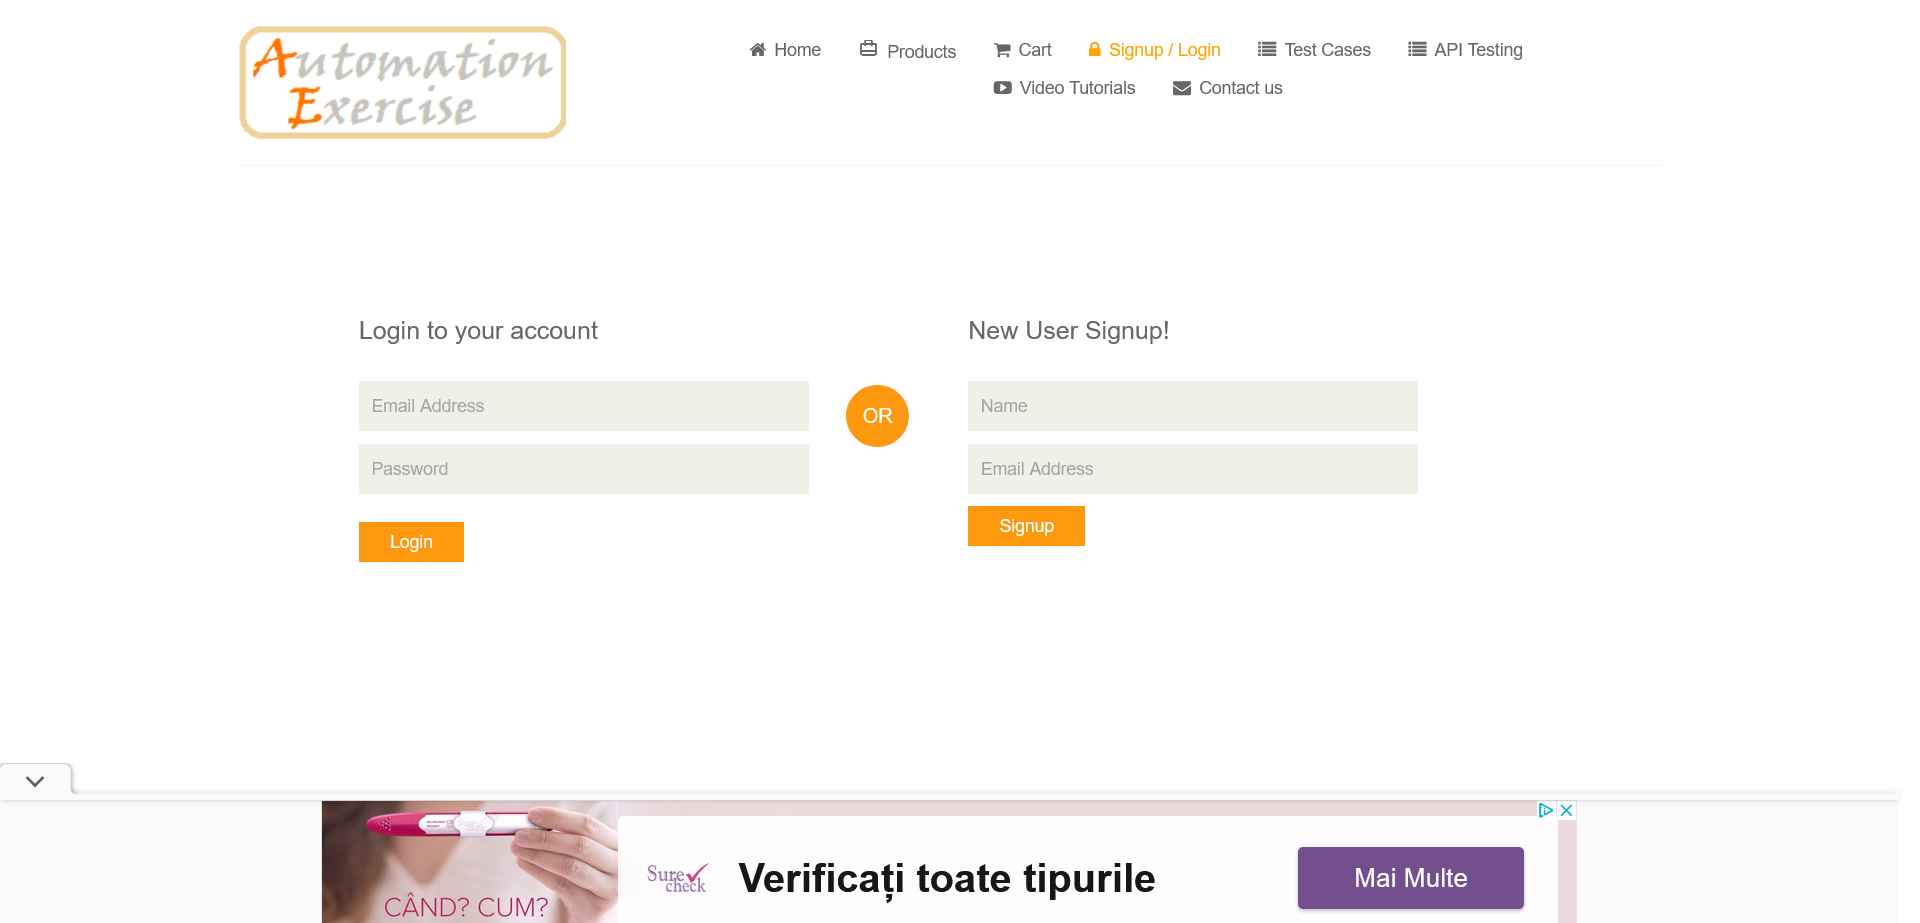 Automation
Exercise
Home
Products
Cart
Signup / Login
Test Cases
API Testing
Video Tutorials
Contact us
Login to your account
Email Address
Password
Login
OR
New User Signup!
Name
Email Address
Signup
CÂND? CUM?
Sure
check
Verificați toate tipurile
Mai Multe